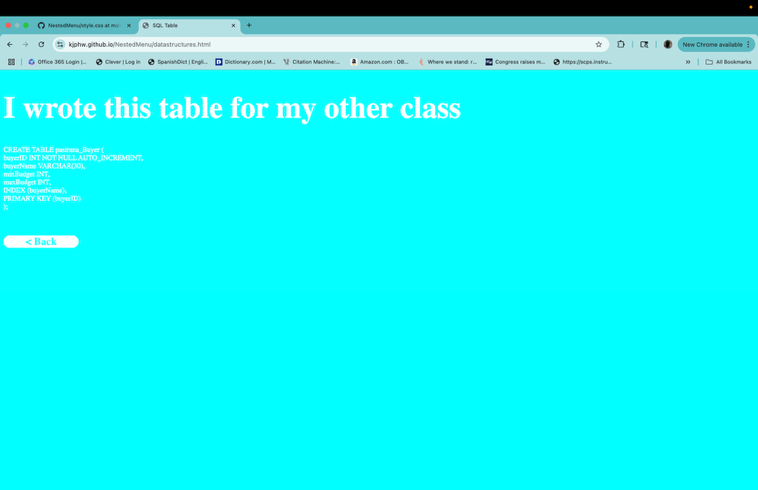 NestedMenu/style.css at ma
SQL Table
kjphw.github.io/NestedMenu/datastructures.html
New Chrome available
Office 365 Login |...
Clever | Log in
SpanishDict | Engli...
Dictionary.com | M...
Citation Machine:...
Amazon.com : OB...
Where we stand: r...
Congress raises m...
https://scps.instru...
All Bookmarks
I wrote this table for my other class
CREATE TABLE
buyerID INT NOT NULL AUTO_INCREMENT,
buyerName VARCHAR(30),
minBudget INT,
maxBudget INT,
INDEX (buyerName),
PRIMARY KEY (buyerID)
);
< Back